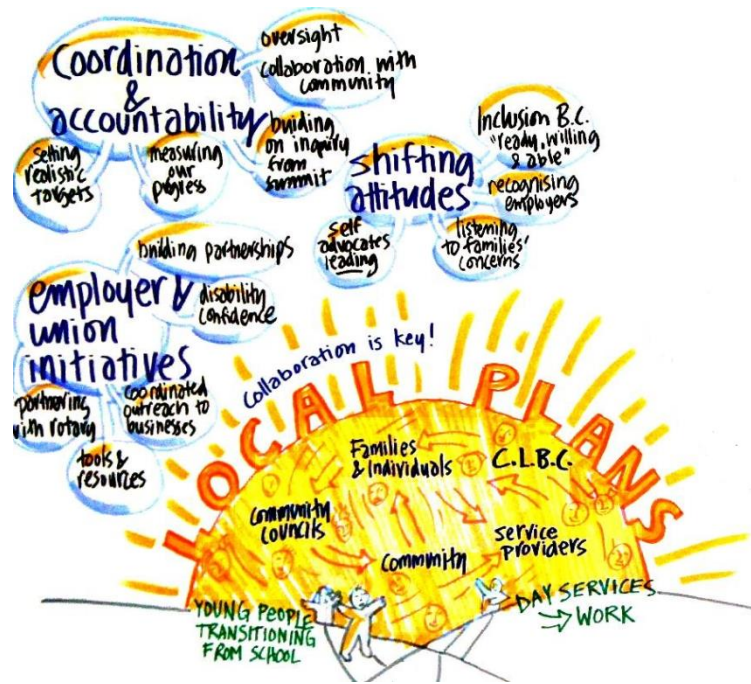 coordination
&
accountability
oversight
collaboration with
community
building
on inquiry
from
summit
measuring
our
progress
setting
realistic
targets
shifting
attitudes
Inclusion B.C.
"ready, willing
& able"
recognising
employers
listening
to families'
concerns
self
advocates
leading
employer &
union
initiatives
building partnerships
disability
confidence
coordinated
outreach to
businesses
tools &
resources
partnering
with rotary
Collaboration is key!
LOCAL PLANS
Families
& Individuals
C.L.B.C.
Community
Councils
Community
Service
Providers
YOUNG PEOPLE
TRANSITIONING
FROM SCHOOL
DAY SERVICES
→ WORK